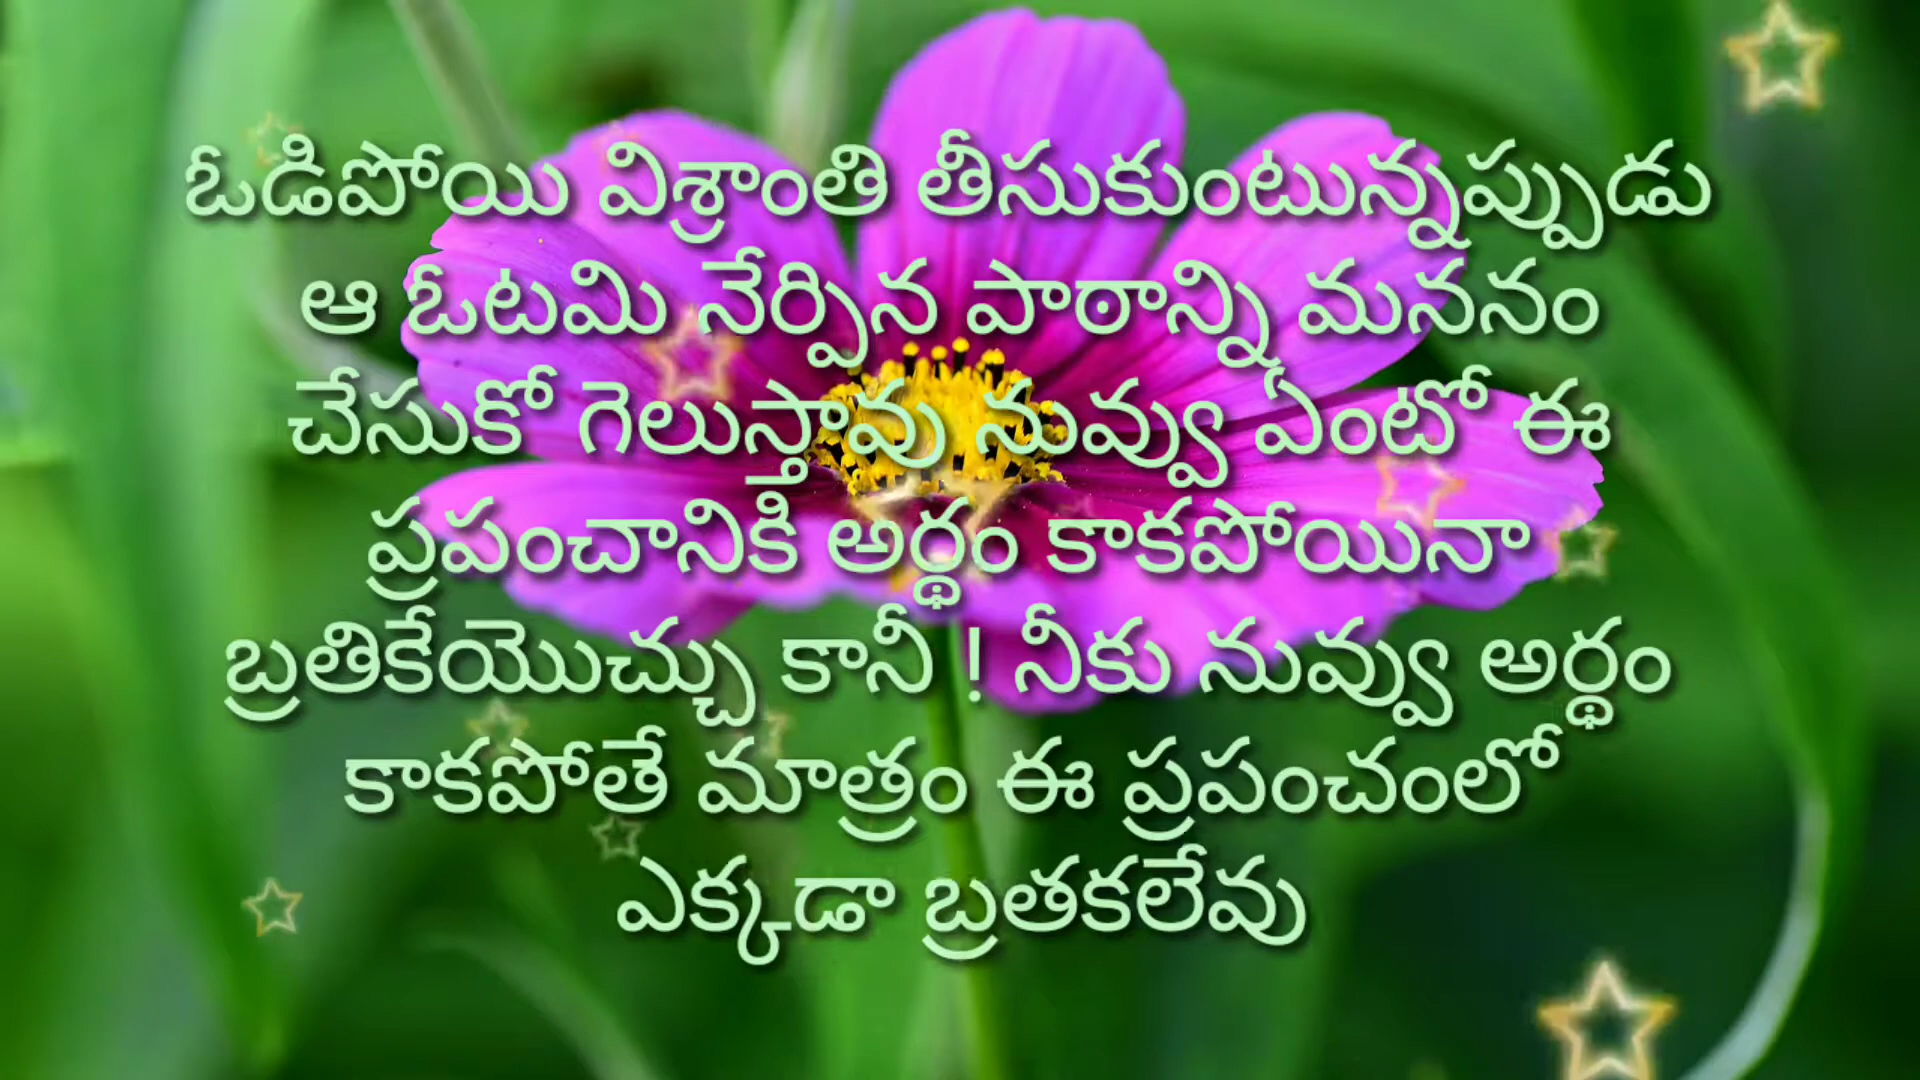 ఓడిపోయి విశ్రాంతి తీసుకుంటున్నప్పుడు
ఆ ఓటమి నేర్పిన పాఠాన్ని మననం
చేసుకో గెలుస్తావు నువ్వు ఏంటో ఈ
ప్రపంచానికి అర్థం కాకపోయినా
బ్రతికేయొచ్చు కానీ ! నీకు నువ్వు అర్థం
కాకపోతే మాత్రం ఈ ప్రపంచంలో
ఎక్కడా బ్రతకలేవు